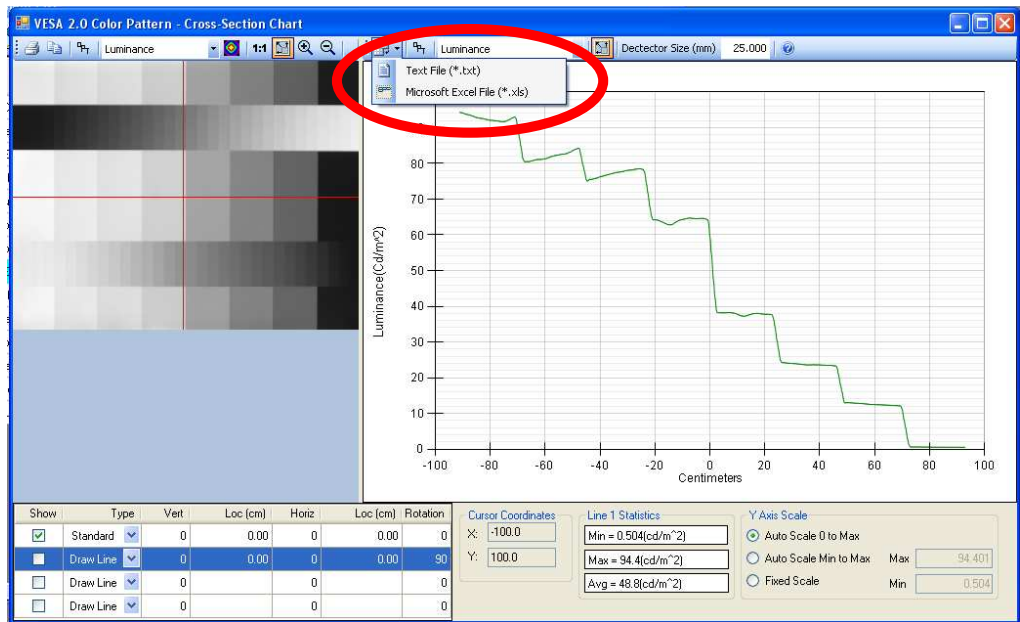 VESA 2.0 Color Pattern - Cross-Section Chart
Luminance 1:1 Luminance Dectector Size (mm) 25.000
Text File (*.txt)
Microsoft Excel File (*.xls)
80
70
60
50
40
30
20
10
0
Luminance(Cd/m^2)
-100 -80 -60 -40 -20 0 20 40 60 80 100
Centimeters
Show Type Vert Loc (cm) Horiz Loc (cm) Rotation
Standard 0 0.00 0 0.00 0
Draw Line 0 0.00 0 0.00 90
Draw Line 0 0 0
Draw Line 0 0 0
Cursor Coordinates
X: -100.0
Y: 100.0
Line 1 Statistics
Min = 0.504(cd/m^2)
Max = 94.4(cd/m^2)
Avg = 48.8(cd/m^2)
Y Axis Scale
Auto Scale 0 to Max
Auto Scale Min to Max Max 94.401
Fixed Scale Min 0.504